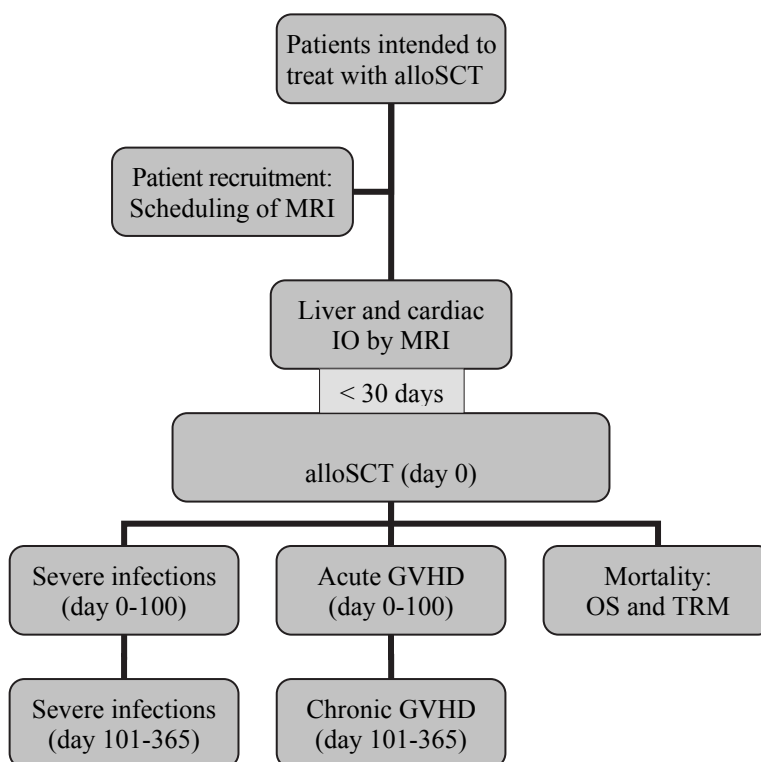 Patients intended to
treat with alloSCT
Patient recruitment:
Scheduling of MRI
Liver and cardiac
IO by MRI
< 30 days
alloSCT (day 0)
Severe infections
(day 0-100)
Acute GVHD
(day 0-100)
Mortality:
OS and TRM
Severe infections
(day 101-365)
Chronic GVHD
(day 101-365)